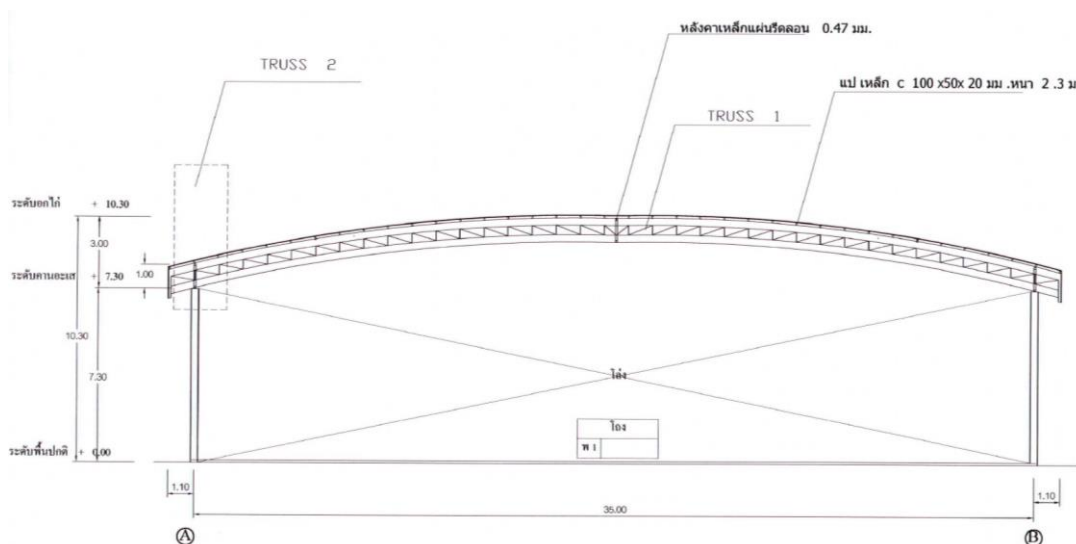 หลังคาเหล็กแผ่นรีดลอน 0.47 มม.
TRUSS 2
แป เหล็ก c 100 x50x 20 มม .หนา 2 .3 ม
TRUSS 1
ระดับอกไก่ + 10.30
3.00
1.00
ระดับคานอะเส + 7.30
10.30
7.30
โล่ง
โถง
พ 1
ระดับพื้นปกติ + 0.00
1.10
35.00
1.10
A
B